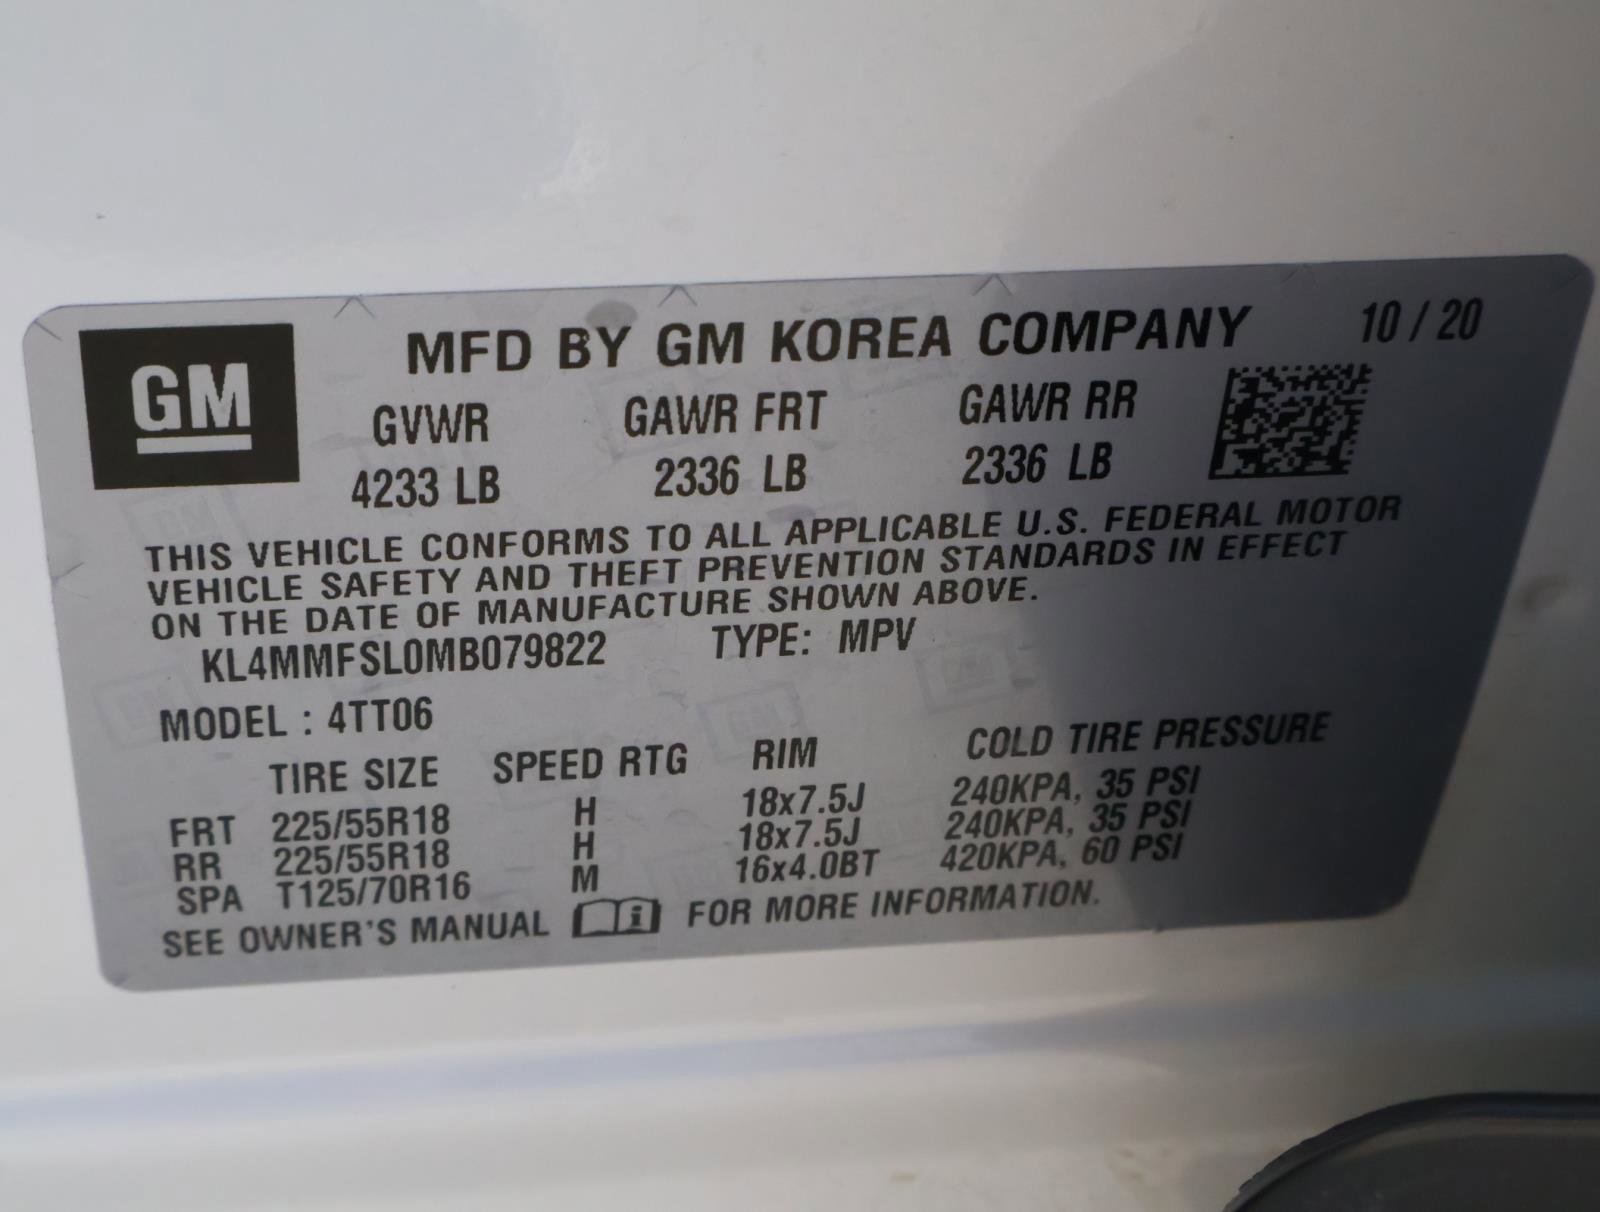 GM
MFD BY GM KOREA COMPANY 10 / 20
GVWR GAWR FRT GAWR RR
4233 LB 2336 LB 2336 LB
THIS VEHICLE CONFORMS TO ALL APPLICABLE U.S. FEDERAL MOTOR
VEHICLE SAFETY AND THEFT PREVENTION STANDARDS IN EFFECT
ON THE DATE OF MANUFACTURE SHOWN ABOVE.
KL4MMFSL0MB079822 TYPE: MPV
MODEL : 4TT06
TIRE SIZE SPEED RTG RIM COLD TIRE PRESSURE
FRT 225/55R18 H 18x7.5J 240KPA, 35 PSI
RR 225/55R18 H 18x7.5J 240KPA, 35 PSI
SPA T125/70R16 M 16x4.0BT 420KPA, 60 PSI
SEE OWNER'S MANUAL i FOR MORE INFORMATION.